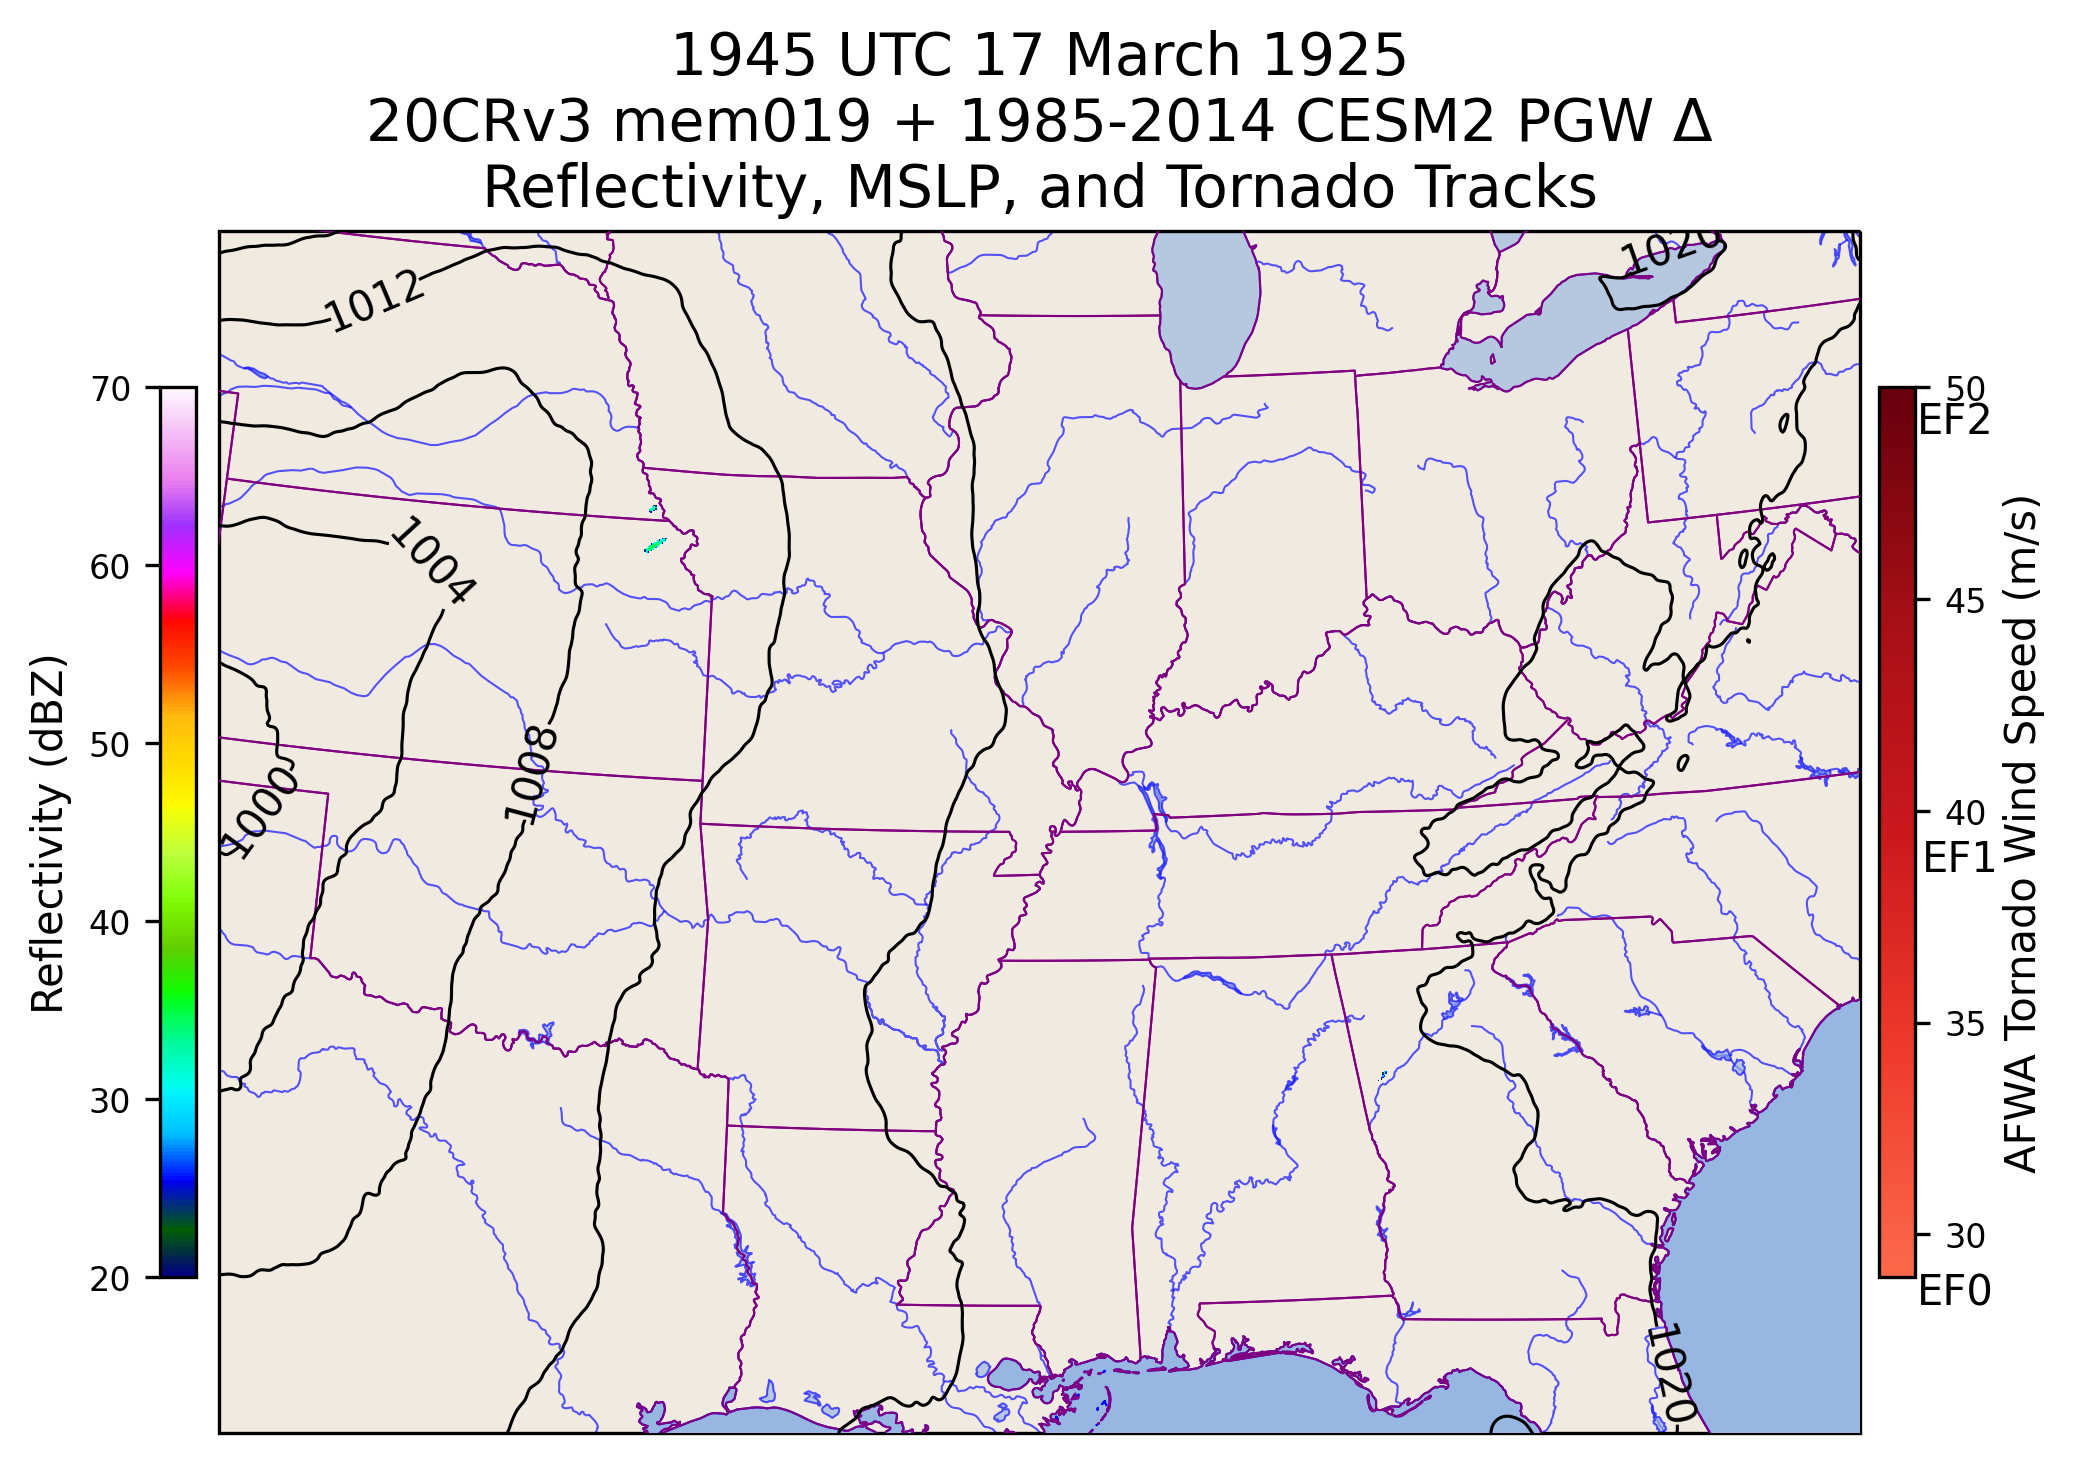 1945 UTC 17 March 1925
20CRv3 mem019 + 1985-2014 CESM2 PGW Δ
Reflectivity, MSLP, and Tornado Tracks
1012
1020
1004
1008
1000
1020
Reflectivity (dBZ)
70
60
50
40
30
20
50
EF2
45
40
EF1
35
30
EF0
AFWA Tornado Wind Speed (m/s)